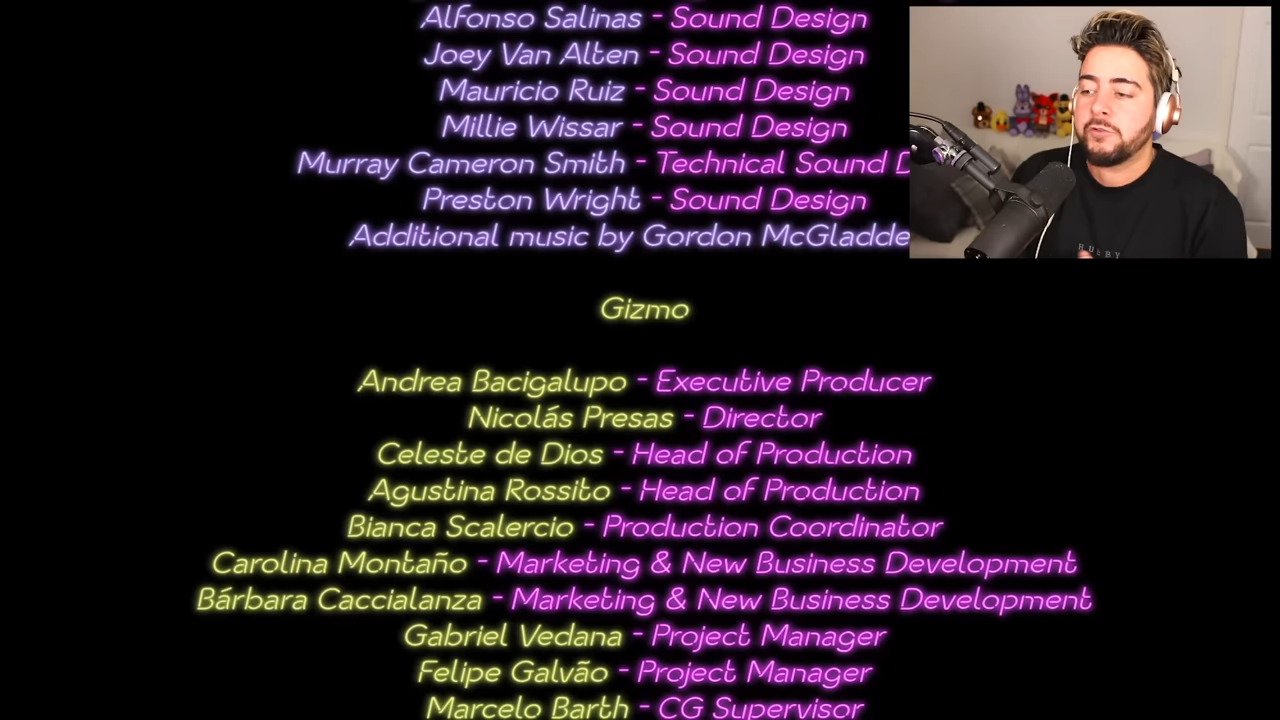 Alfonso Salinas - Sound Design
Joey Van Alten - Sound Design
Mauricio Ruiz - Sound Design
Millie Wissar - Sound Design
Murray Cameron Smith - Technical Sound D
Preston Wright - Sound Design
Additional music by Gordon McGladde
Gizmo
Andrea Bacigalupo - Executive Producer
Nicolás Presas - Director
Celeste de Dios - Head of Production
Agustina Rossito - Head of Production
Bianca Scalercio - Production Coordinator
Carolina Montaño - Marketing & New Business Development
Bárbara Caccialanza - Marketing & New Business Development
Gabriel Vedana - Project Manager
Felipe Galvão - Project Manager
Marcelo Barth - CG Supervisor